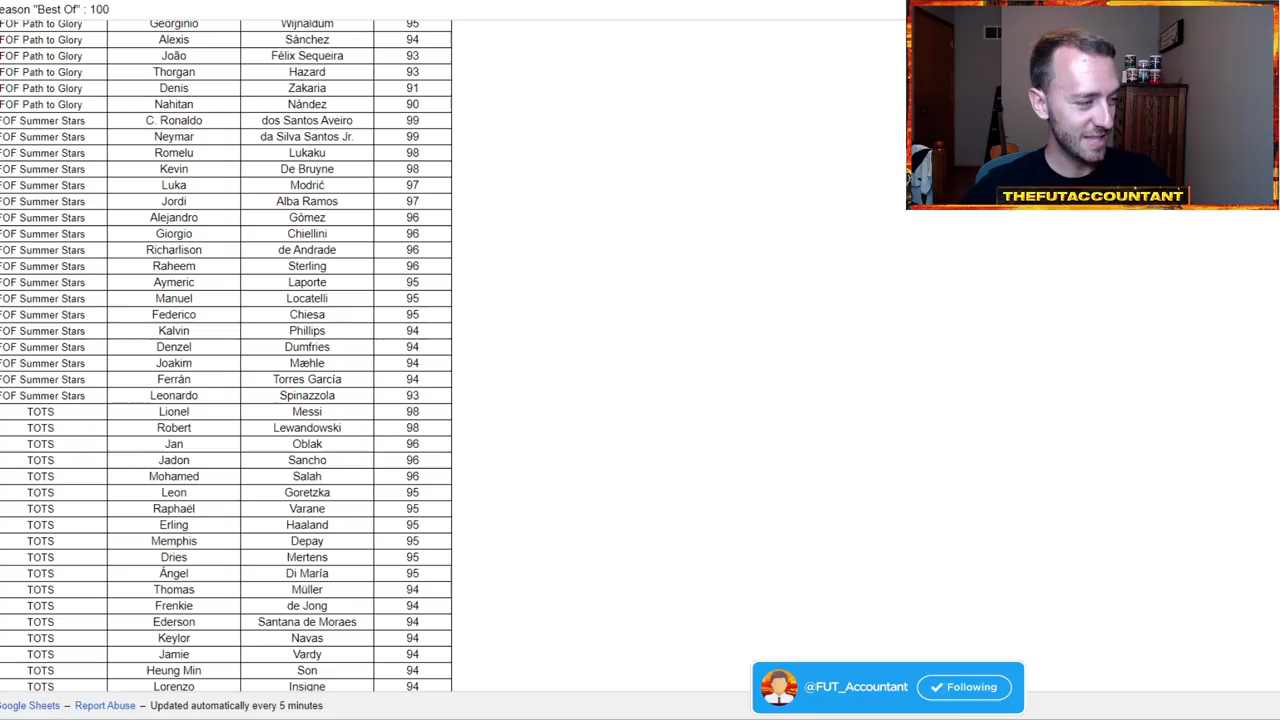 eason "Best Of" : 100
FOF Path to Glory Georginio Wijnaldum 95
FOF Path to Glory Alexis Sánchez 94
FOF Path to Glory João Félix Sequeira 93
FOF Path to Glory Thorgan Hazard 93
FOF Path to Glory Denis Zakaria 91
FOF Path to Glory Nahitan Nández 90
FOF Summer Stars C. Ronaldo dos Santos Aveiro 99
FOF Summer Stars Neymar da Silva Santos Jr. 99
FOF Summer Stars Romelu Lukaku 98
FOF Summer Stars Kevin De Bruyne 98
FOF Summer Stars Luka Modrić 97
FOF Summer Stars Jordi Alba Ramos 97
FOF Summer Stars Alejandro Gómez 96
FOF Summer Stars Giorgio Chiellini 96
FOF Summer Stars Richarlison de Andrade 96
FOF Summer Stars Raheem Sterling 96
FOF Summer Stars Aymeric Laporte 95
FOF Summer Stars Manuel Locatelli 95
FOF Summer Stars Federico Chiesa 95
FOF Summer Stars Kalvin Phillips 94
FOF Summer Stars Denzel Dumfries 94
FOF Summer Stars Joakim Mæhle 94
FOF Summer Stars Ferrán Torres García 94
FOF Summer Stars Leonardo Spinazzola 93
TOTS Lionel Messi 98
TOTS Robert Lewandowski 98
TOTS Jan Oblak 96
TOTS Jadon Sancho 96
TOTS Mohamed Salah 96
TOTS Leon Goretzka 95
TOTS Raphaël Varane 95
TOTS Erling Haaland 95
TOTS Memphis Depay 95
TOTS Dries Mertens 95
TOTS Ángel Di María 95
TOTS Thomas Müller 94
TOTS Frenkie de Jong 94
TOTS Ederson Santana de Moraes 94
TOTS Keylor Navas 94
TOTS Jamie Vardy 94
TOTS Heung Min Son 94
TOTS Lorenzo Insigne 94
Google Sheets – Report Abuse – Updated automatically every 5 minutes
THEFUTACCOUNTANT
@FUT_Accountant Following